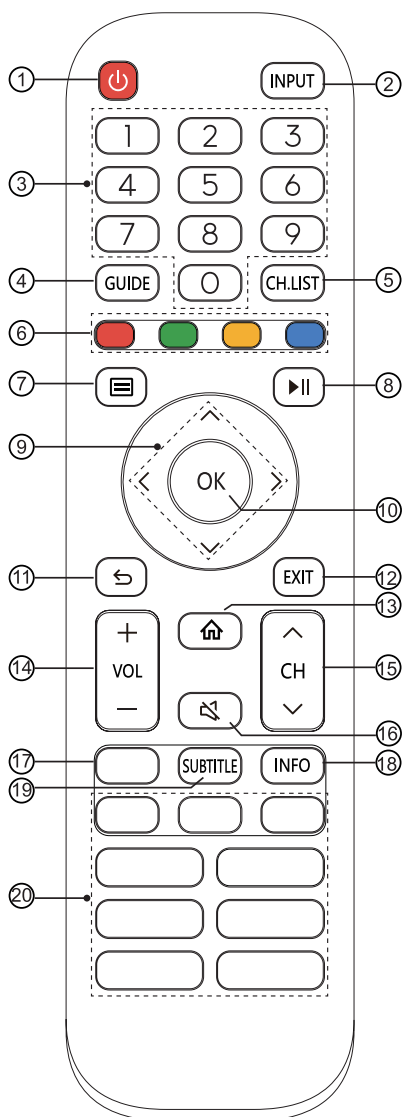 1 INPUT 2
1 2 3
3 4 5 6
7 8 9
4 GUIDE 0 CH.LIST 5
6
7 8
9
OK
10
11 EXIT 12
13
+
14 VOL CH 15
—
16
17 SUBTITLE INFO 18
19
20